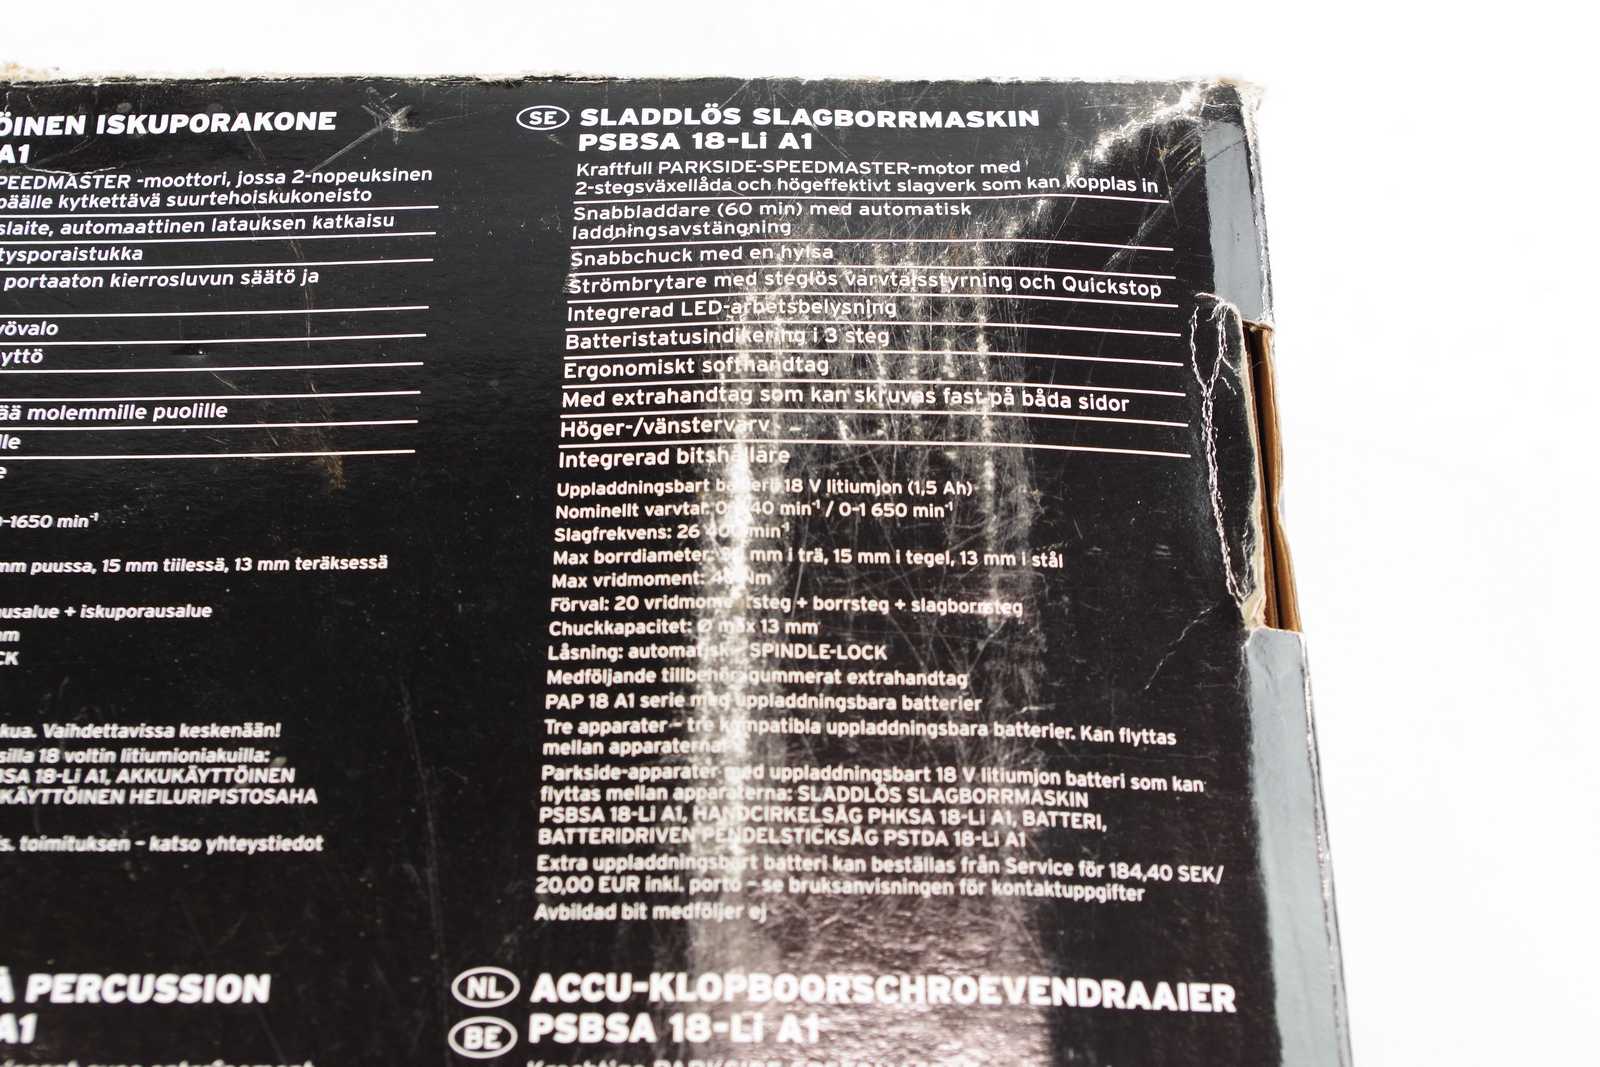 ÖINEN ISKUPORAKONE
A1
PEEDMASTER -moottori, jossa 2-nopeuksinen
päälle kytkettävä suurtehoiskukoneisto
slaite, automaattinen latauksen katkaisu
tysporaistukka
portaaton kierrosluvun säätö ja
yövalo
äyttö
ää molemmille puolille
lle
e
0-1650 min⁻¹
mm puussa, 15 mm tiilessä, 13 mm teräksessä
ausalue + iskuporausalue
mm
CK
kua. Vaihdettavissa keskenään!
silla 18 voltin litiumioniakuilla:
BSA 18-Li A1, AKKUKÄYTTÖINEN
KÄYTTÖINEN HEILURIPISTOSAHA
s. toimituksen - katso yhteystiedot
À PERCUSSION
A1
SE SLADDLÖS SLAGBORRMASKIN
PSBSA 18-Li A1
Kraftfull PARKSIDE-SPEEDMASTER-motor med
2-stegsväxellåda och högeffektivt slagverk som kan kopplas in
Snabbladdare (60 min) med automatisk
laddningsavstängning
Snabbchuck med en hylsa
Strömbrytare med steglös varvtalsstyrning och Quickstop
Integrerad LED-arbetsbelysning
Batteristatusindikering i 3 steg
Ergonomiskt softhandtag
Med extrahandtag som kan skruvas fast på båda sidor
Höger-/vänstervarv
Integrerad bitshållare
Uppladdningsbart batteri 18 V litiumjon (1,5 Ah)
Nominellt varvtal: 0- 40 min⁻¹ / 0-1 650 min⁻¹
Slagfrekvens: 26 400 min⁻¹
Max borrdiameter: mm i trä, 15 mm i tegel, 13 mm i stål
Max vridmoment: Nm
Förval: 20 vridmomentsteg + borrsteg + slagborrsteg
Chuckkapacitet: Ø max 13 mm
Låsning: automatisk - SPINDLE-LOCK
Medföljande tillbehör: gummerat extrahandtag
PAP 18 A1 serie med uppladdningsbara batterier
Tre apparater - tre kompatibla uppladdningsbara batterier. Kan flyttas
mellan apparaterna!
Parkside-apparater med uppladdningsbart 18 V litiumjon batteri som kan
flyttas mellan apparaterna: SLADDLÖS SLAGBORRMASKIN
PSBSA 18-Li A1, HANDCIRKELSÅG PHKSA 18-Li A1, BATTERI,
BATTERIDRIVEN PENDELSTICKSÅG PSTDA 18-Li A1
Extra uppladdningsbart batteri kan beställas från Service för 184,40 SEK/
20,00 EUR inkl. porto - se bruksanvisningen för kontaktuppgifter
Avbildad bit medföljer ej
NL BE ACCU-KLOPBOORSCHROEVENDRAAIER
PSBSA 18-Li A1